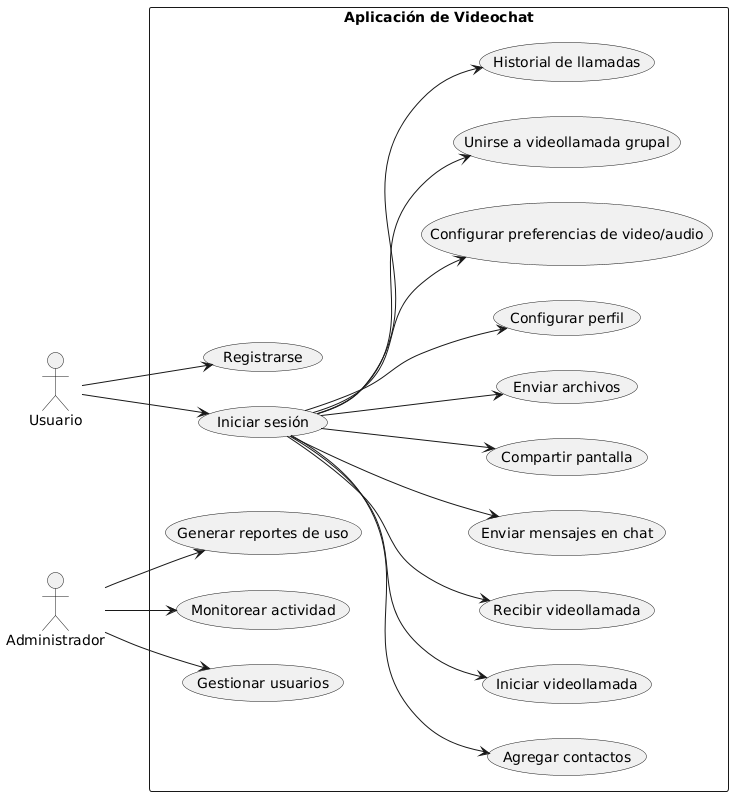 Aplicación de Videochat
Historial de llamadas
Unirse a videollamada grupal
Configurar preferencias de video/audio
Configurar perfil
Registrarse
Enviar archivos
Usuario
Iniciar sesión
Compartir pantalla
Generar reportes de uso
Enviar mensajes en chat
Monitorear actividad
Recibir videollamada
Administrador
Gestionar usuarios
Iniciar videollamada
Agregar contactos